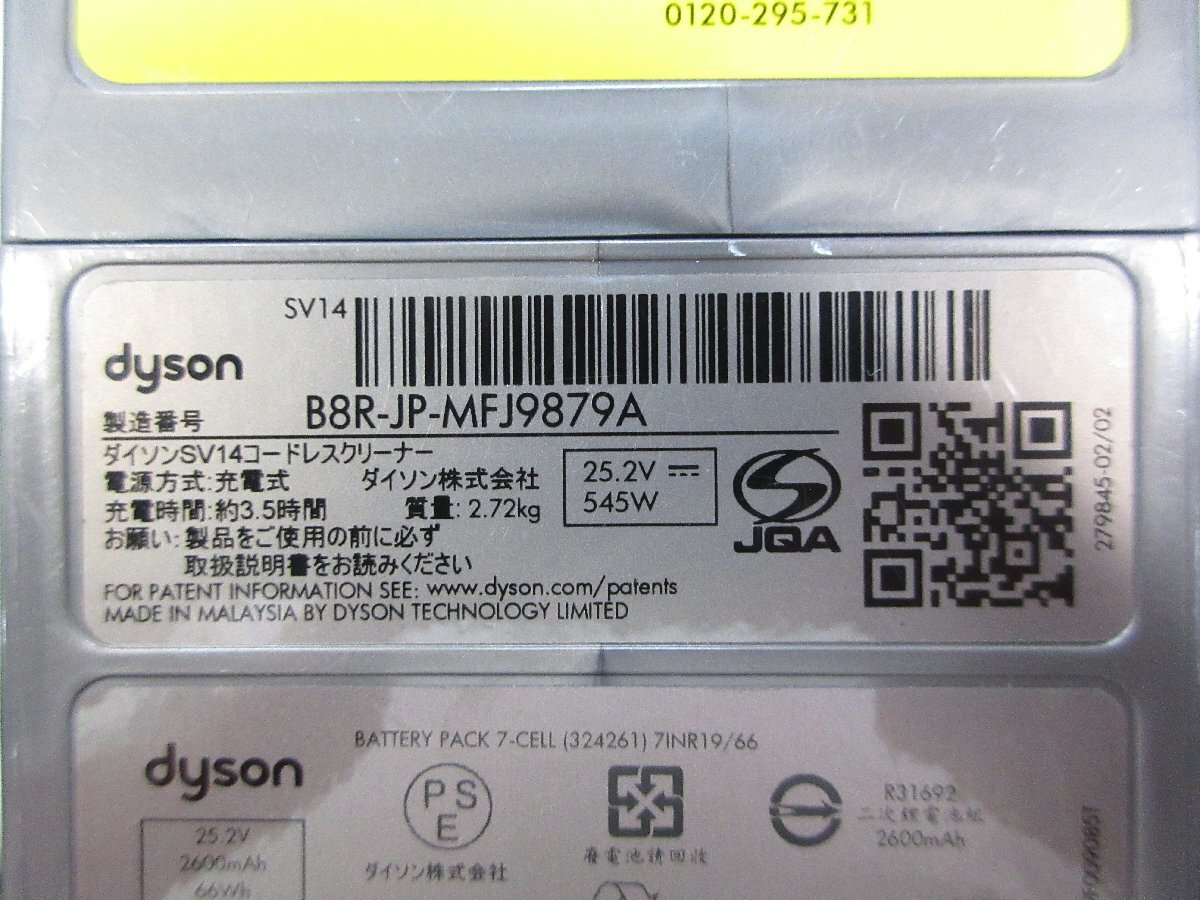 0120-295-731
SV14
dyson
製造番号 B8R-JP-MFJ9879A
ダイソンSV14コードレスクリーナー
電源方式:充電式 ダイソン株式会社
充電時間:約3.5時間 質量: 2.72kg
お願い:製品をご使用の前に必ず
取扱説明書をお読みください
25.2V
545W
JQA
279845-02/02
FOR PATENT INFORMATION SEE: www.dyson.com/patents
MADE IN MALAYSIA BY DYSON TECHNOLOGY LIMITED
BATTERY PACK 7-CELL (324261) 7INR19/66
dyson
25.2V
2600mAh
66Wh
PS
E
ダイソン株式会社
廢電池請回收
R31692
二次鋰電池組
2600mAh